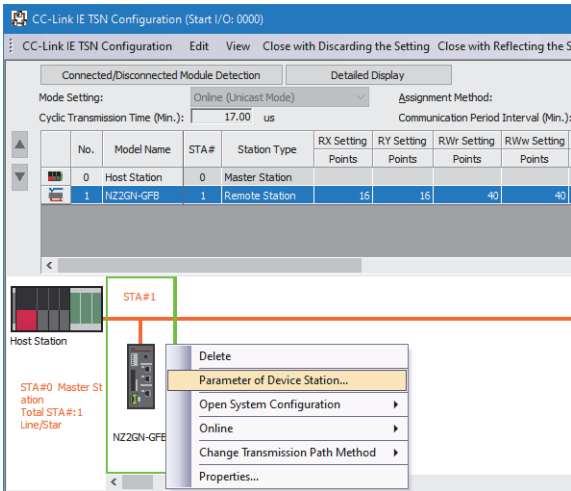 CC-Link IE TSN Configuration (Start I/O: 0000)
CC-Link IE TSN Configuration Edit View Close with Discarding the Setting Close with Reflecting the S
Connected/Disconnected Module Detection Detailed Display
Mode Setting: Online (Unicast Mode) Assignment Method:
Cyclic Transmission Time (Min.): 17.00 us Communication Period Interval (Min.):
No. Model Name STA# Station Type RX Setting RY Setting RWr Setting RWw Setting
Points Points Points Points
0 Host Station 0 Master Station
1 NZ2GN-GFB 1 Remote Station 16 16 40 40
STA#1
Host Station
STA#0 Master St
ation
Total STA#:1
Line/Star
NZ2GN-GFB
Delete
Parameter of Device Station...
Open System Configuration
Online
Change Transmission Path Method
Properties...